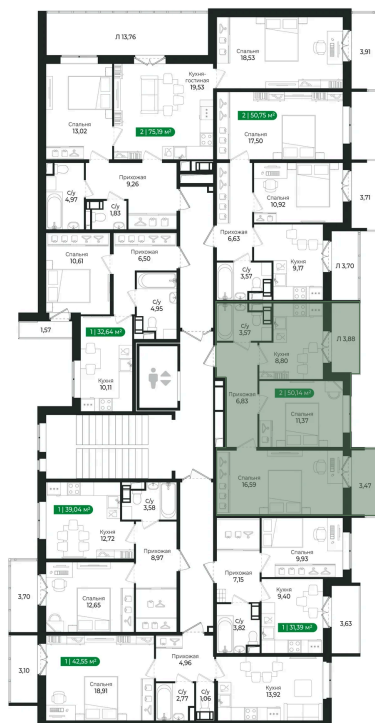 Л 13,76
Спальня
18,53
3,91
Кухня-
гостиная
19,53
Спальня
13,02
2 | 75,19 м²
2 | 50,75 м²
Спальня
17,50
С/у
4,97
Прихожая
9,26
С/у
1,83
Спальня
10,92
3,71
Прихожая
6,63
Спальня
10,61
Прихожая
6,50
Кухня
9,17
Л 3,70
С/у
3,57
С/у
4,95
1,57
1 | 32,64 м²
Кухня
10,11
С/у
3,57
Кухня
8,80
Л 3,88
Прихожая
6,83
2 | 50,14 м²
Спальня
11,37
Спальня
16,59
3,47
1 | 39,04 м²
С/у
3,58
Кухня
12,72
Прихожая
8,97
Спальня
9,93
Прихожая
7,15
Кухня
9,40
3,70
Спальня
12,65
С/у
3,82
1 | 31,39 м²
3,63
3,10
1 | 42,55 м²
Прихожая
4,96
Спальня
18,91
С/у
2,77
С/у
1,06
Кухня
13,92